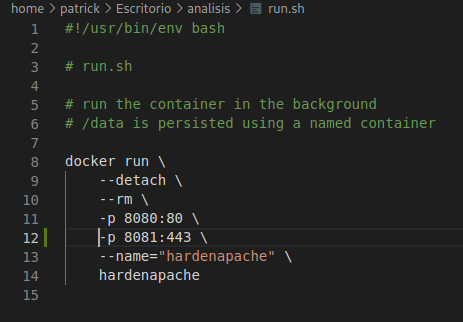 home > patrick > Escritorio > analisis > run.sh
1 #!/usr/bin/env bash
2
3 # run.sh
4
5 # run the container in the background
6 # /data is persisted using a named container
7
8 docker run \
9 --detach \
10 --rm \
11 -p 8080:80 \
12 -p 8081:443 \
13 --name="hardenapache" \
14 hardenapache
15